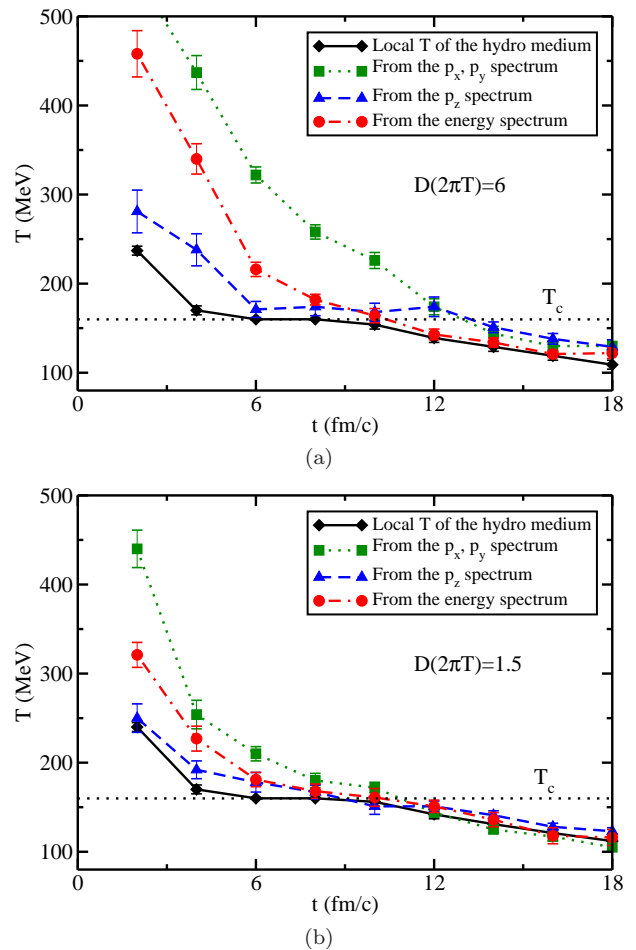 500
400
300
200
100
T (MeV)
Local T of the hydro medium
From the p_x, p_y spectrum
From the p_z spectrum
From the energy spectrum
D(2πT)=6
T_c
0 6 12 18
t (fm/c)
(a)
500
400
300
200
100
T (MeV)
Local T of the hydro medium
From the p_x, p_y spectrum
From the p_z spectrum
From the energy spectrum
D(2πT)=1.5
T_c
0 6 12 18
t (fm/c)
(b)